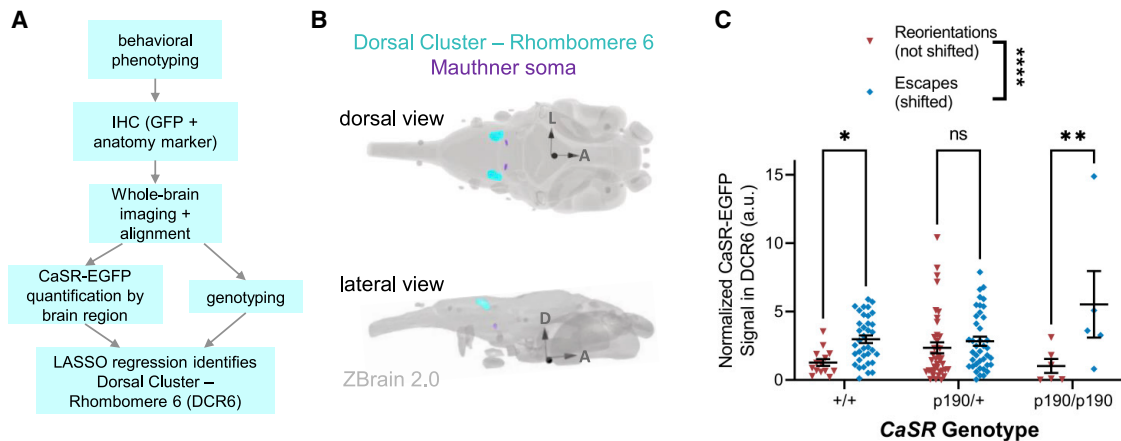 A
behavioral
phenotyping
IHC (GFP +
anatomy marker)
Whole-brain
imaging +
alignment
CaSR-EGFP
quantification by
brain region
genotyping
LASSO regression identifies
Dorsal Cluster –
Rhombomere 6 (DCR6)
B
Dorsal Cluster – Rhombomere 6
Mauthner soma
dorsal view
L
A
lateral view
D
A
ZBrain 2.0
C
Reorientations
(not shifted)
Escapes
(shifted)
****
* ns **
Normalized CaSR-EGFP
Signal in DCR6 (a.u.)
15
10
5
0
+/+ p190/+ p190/p190
CaSR Genotype